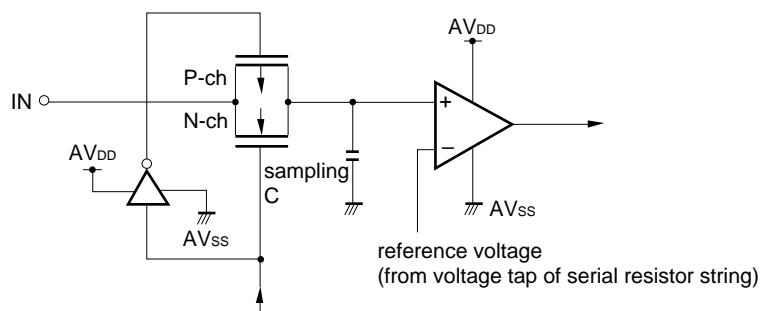 AVDD
P-ch
IN
N-ch
+
−
AVDD
sampling
C
AVSS
AVSS
reference voltage
(from voltage tap of serial resistor string)